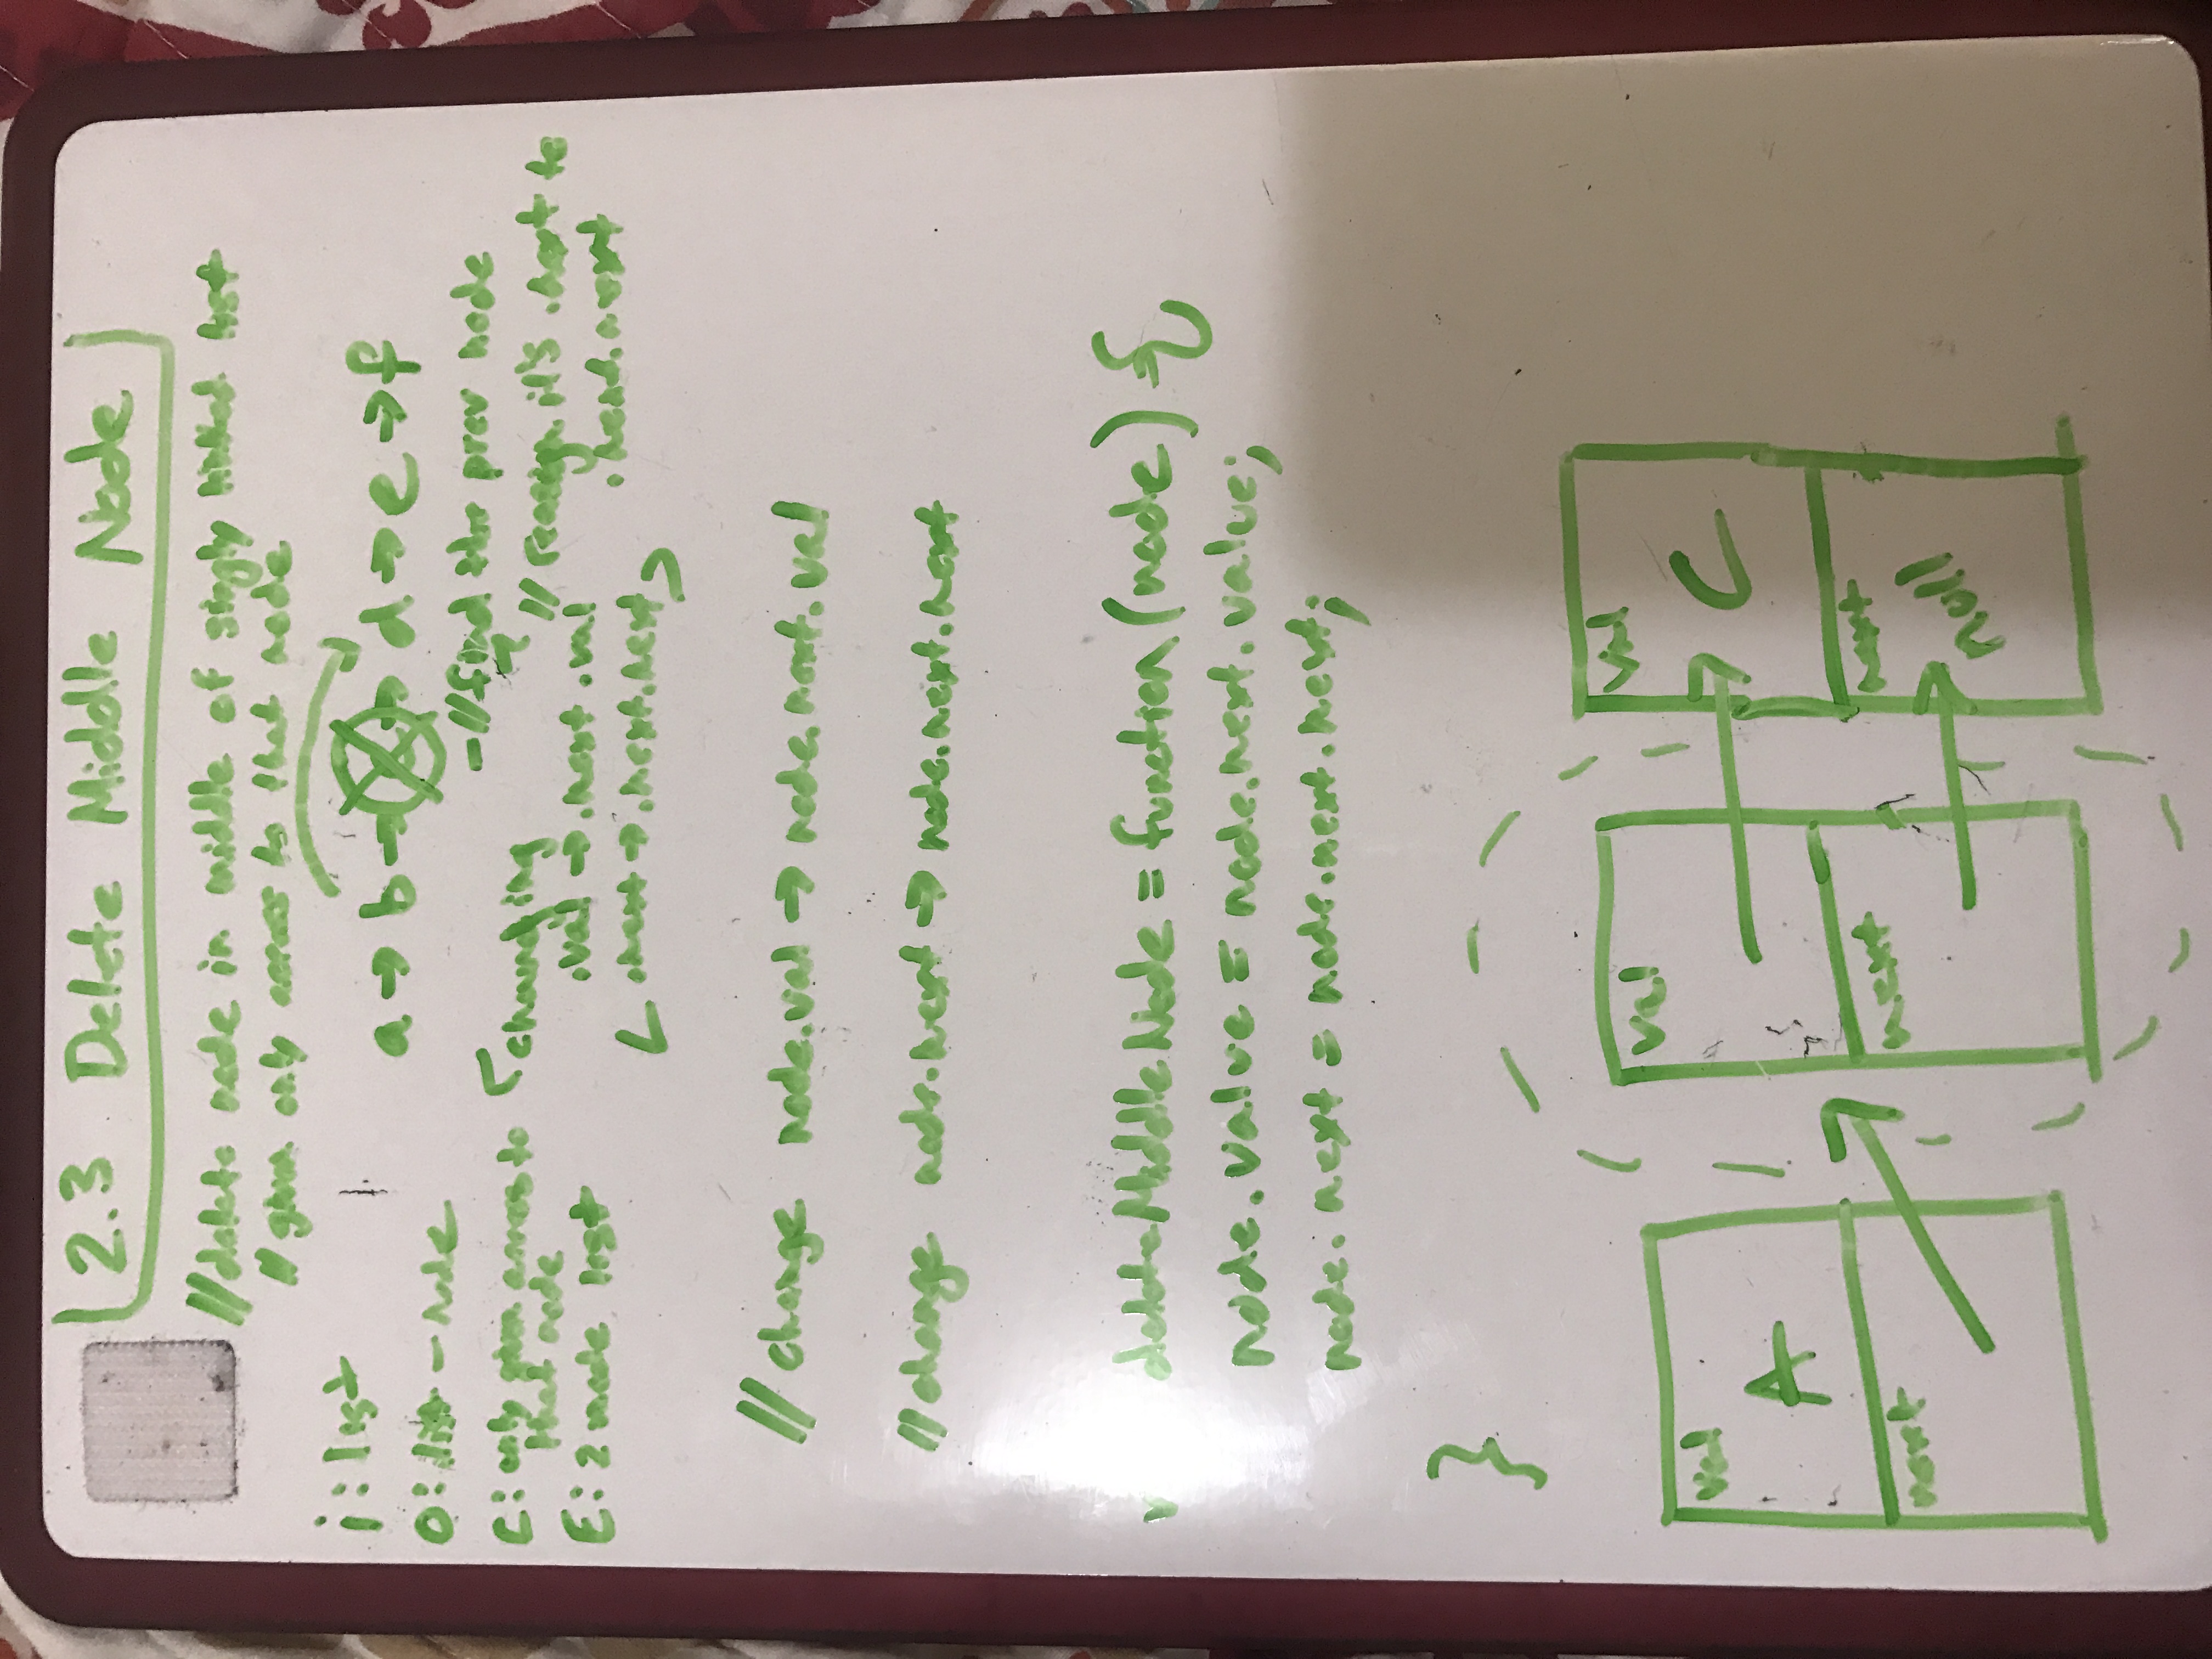 2.3 Delete Middle Node
//delete node in middle of singly linked list
// given only access to that node
i: list
a → b → c → d → e → f
o: list - node
-//find the prev node
C: only given access to
that node
changing
// reassign it's .next to
.val → .next.val
E: 2 node list
.next → .next.next
// change node.val → node.next.val
//change node.next → node.next.next
v deleteMiddleNode = function (node) {
node.value = node.next.value;
node.next = node.next.next;
}
val
val
val
A
C
next
next
next
null